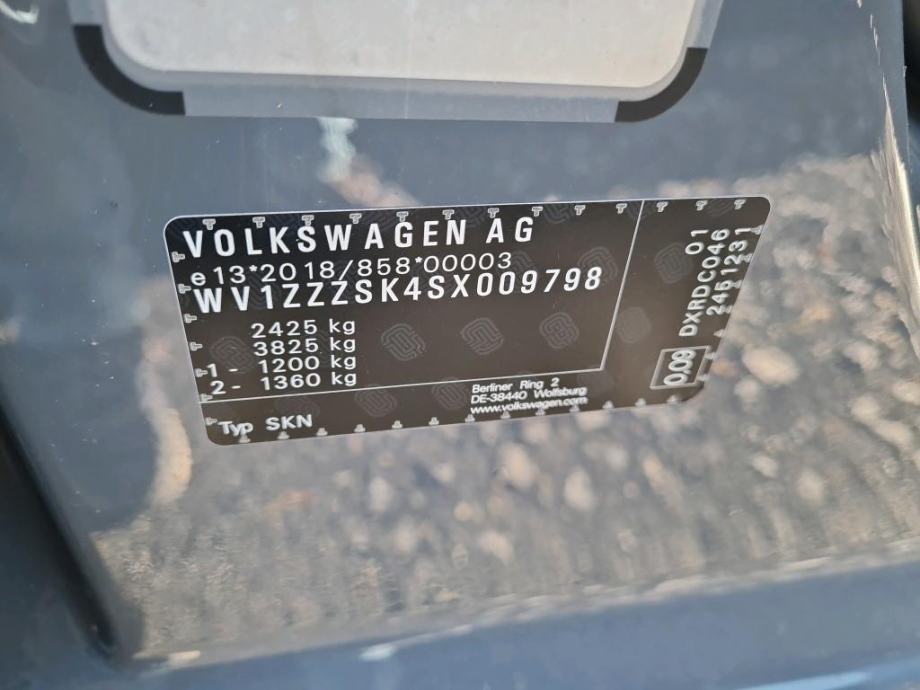 VOLKSWAGEN AG
e13*2018/858*00003
WV1ZZZSK4SX009798
2425 kg
3825 kg
1 - 1200 kg
2 - 1360 kg
Berliner Ring 2
DE-38440 Wolfsburg
www.volkswagen.com
Typ SKN
01
DXRDC046
2451231
0,09